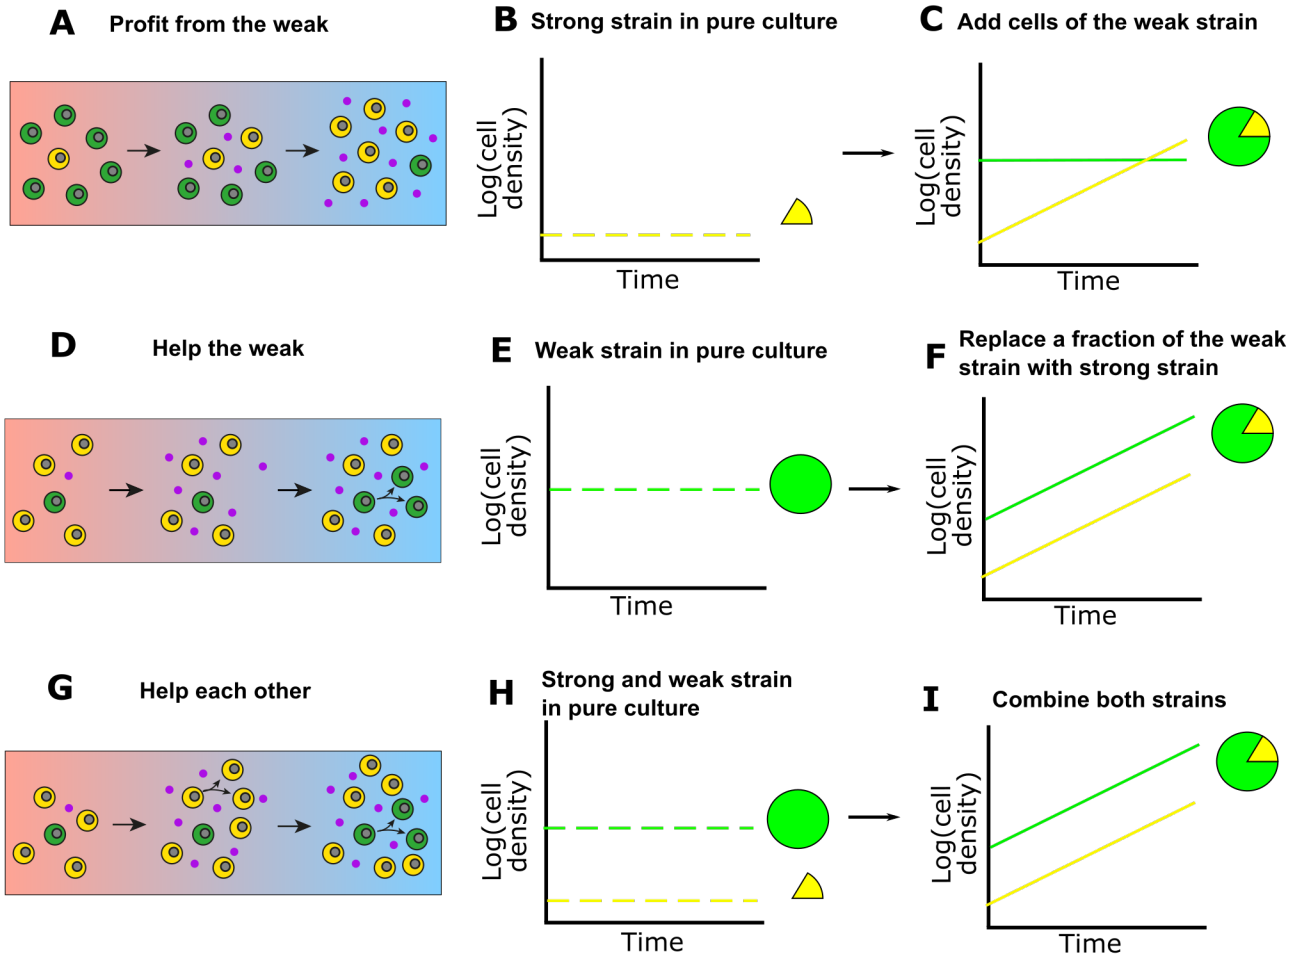 A
Profit from the weak
B
Strong strain in pure culture
C
Add cells of the weak strain
Log(cell
density)
Time
Log(cell
density)
Time
D
Help the weak
E
Weak strain in pure culture
F
Replace a fraction of the weak
strain with strong strain
Log(cell
density)
Time
Log(cell
density)
Time
G
Help each other
H
Strong and weak strain
in pure culture
I
Combine both strains
Log(cell
density)
Time
Log(cell
density)
Time